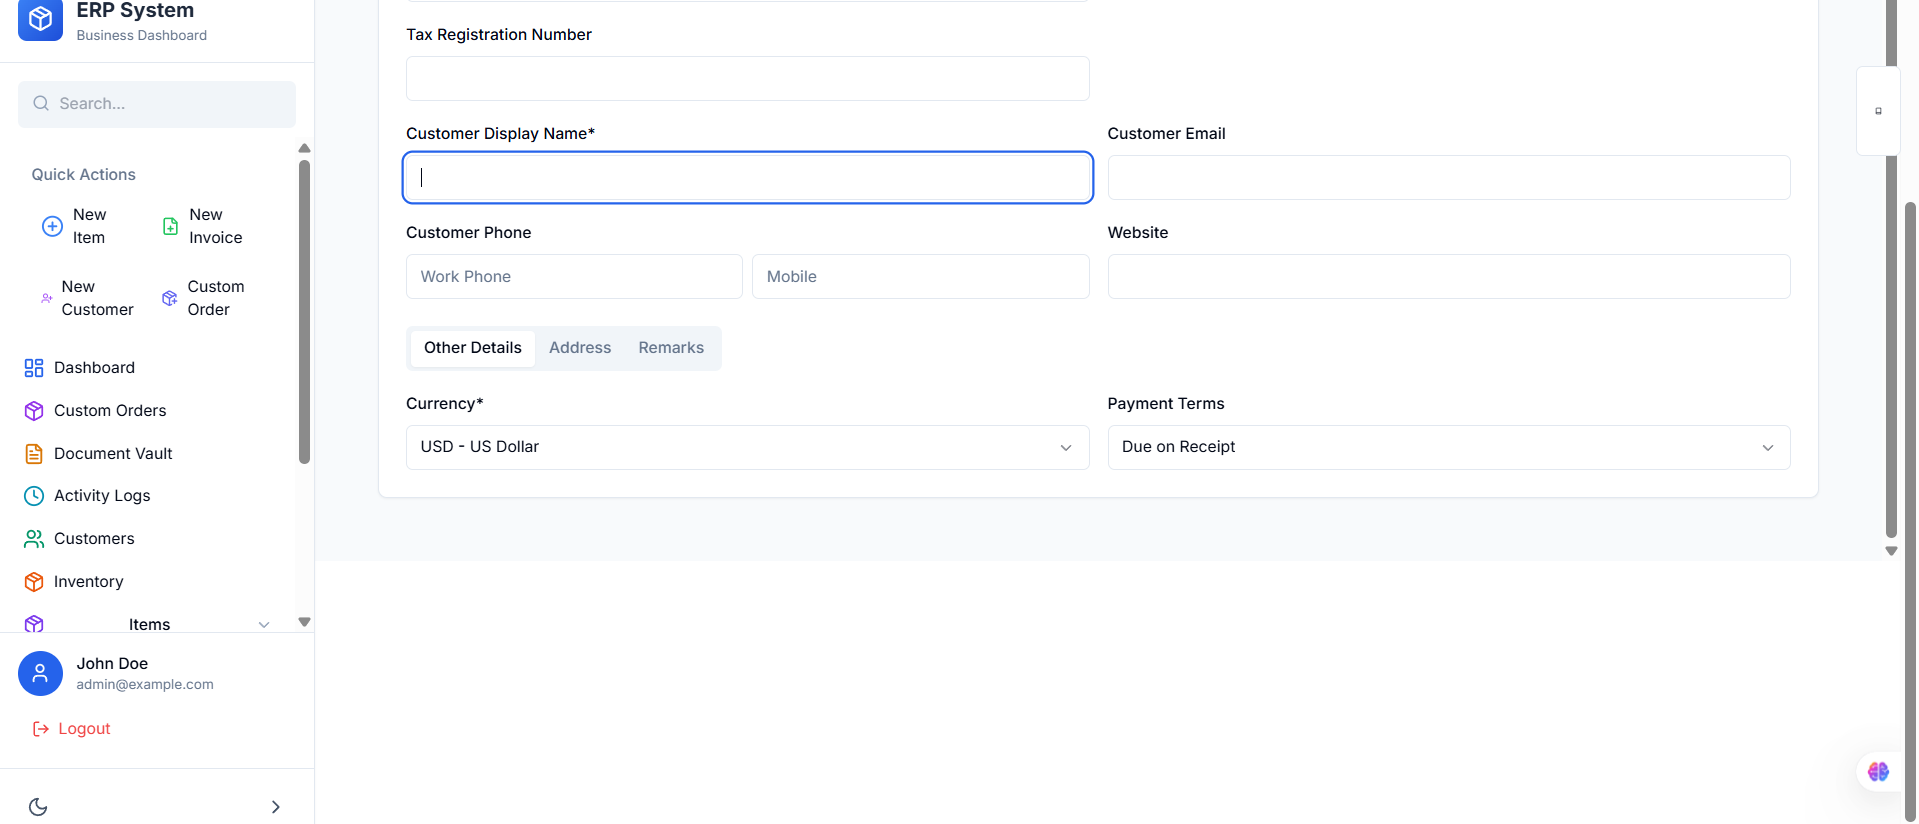 ERP System
Business Dashboard
Search...
Quick Actions
New Item
New Invoice
New Customer
Custom Order
Dashboard
Custom Orders
Document Vault
Activity Logs
Customers
Inventory
Items
John Doe
admin@example.com
Logout
Tax Registration Number
Customer Display Name*
Customer Email
Customer Phone
Website
Work Phone
Mobile
Other Details
Address
Remarks
Currency*
Payment Terms
USD - US Dollar
Due on Receipt